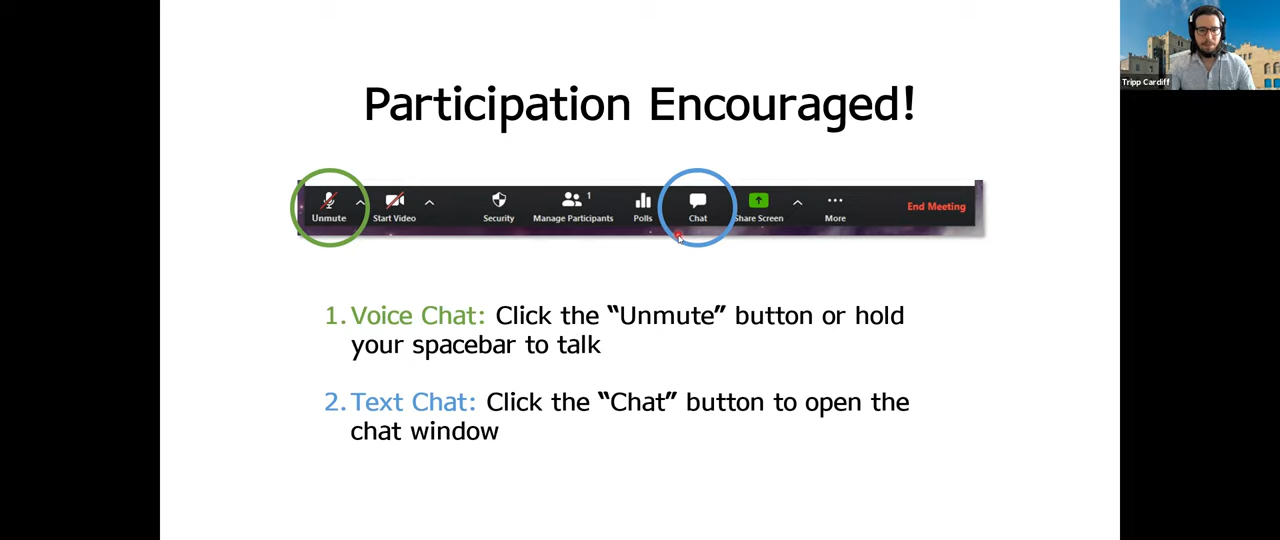 Participation Encouraged!
Unmute
Start Video
Security
1
Manage Participants
Polls
Chat
Share Screen
More
End Meeting
1. Voice Chat: Click the “Unmute” button or hold
your spacebar to talk
2. Text Chat: Click the “Chat” button to open the
chat window
Tripp Cardiff